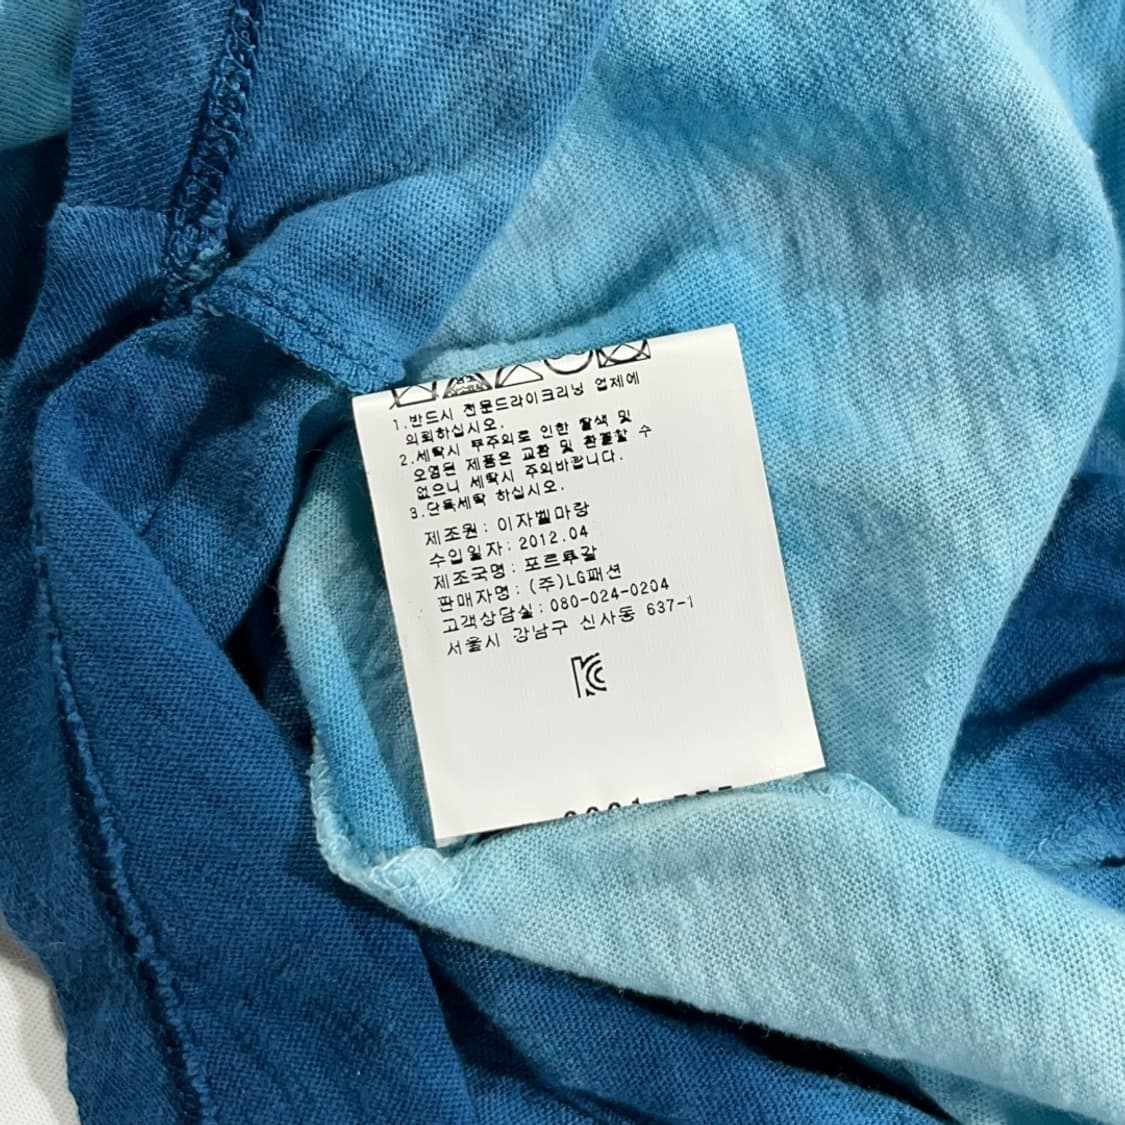 1.반드시 전문드라이크리닝 업체에
의뢰하십시오.
2.세탁시 부주의로 인한 탈색 및
오염된 제품은 교환 및 환불할 수
없으니 세탁시 주의바랍니다.
3.단독세탁 하십시오.
제조원: 이자벨마랑
수입일자: 2012.04
제조국명: 포르투갈
판매자명: (주)LG패션
고객상담실: 080-024-0204
서울시 강남구 신사동 637-1